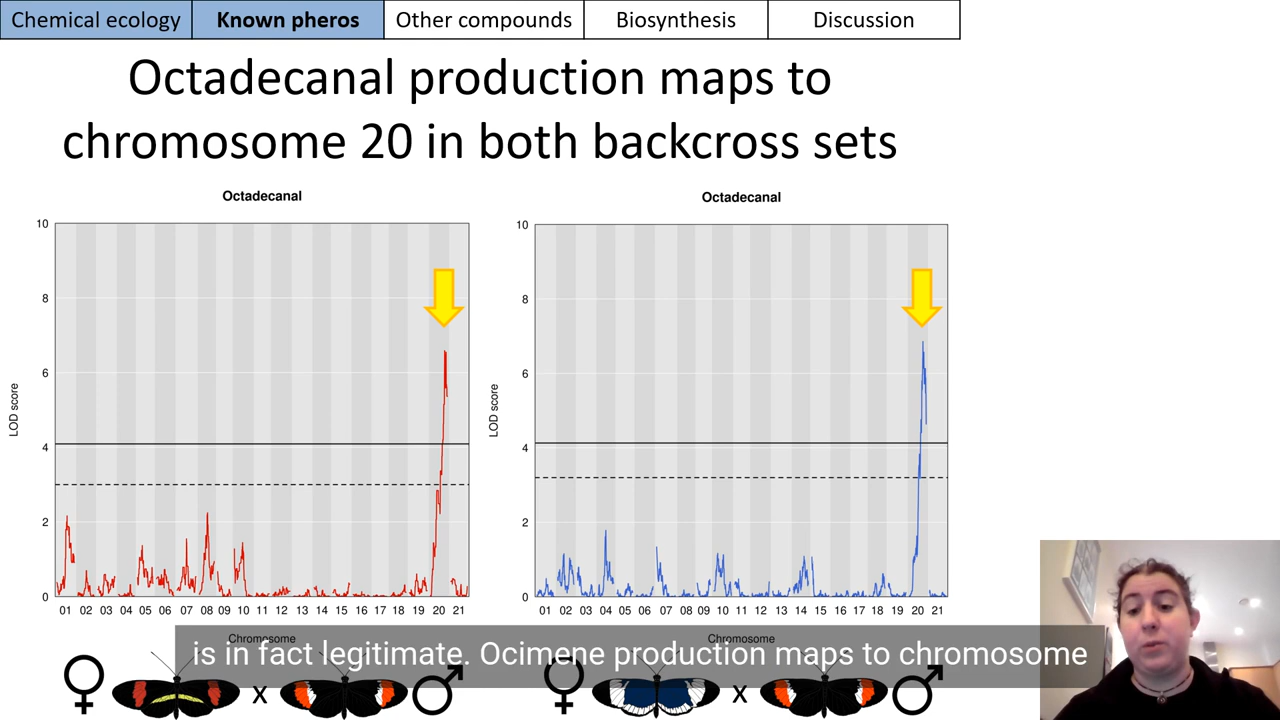 Chemical ecology
Known pheros
Other compounds
Biosynthesis
Discussion
Octadecanal production maps to
chromosome 20 in both backcross sets
Octadecanal
10
8
6
4
2
0
LOD score
01 02 03 04 05 06 07 08 09 10 11 12 13 14 15 16 17 18 19 20 21
Chromosome
Octadecanal
10
8
6
4
2
0
LOD score
01 02 03 04 05 06 07 08 09 10 11 12 13 14 15 16 17 18 19 20 21
Chromosome
is in fact legitimate. Ocimene production maps to chromosome
♀ x ♂
♀ x ♂